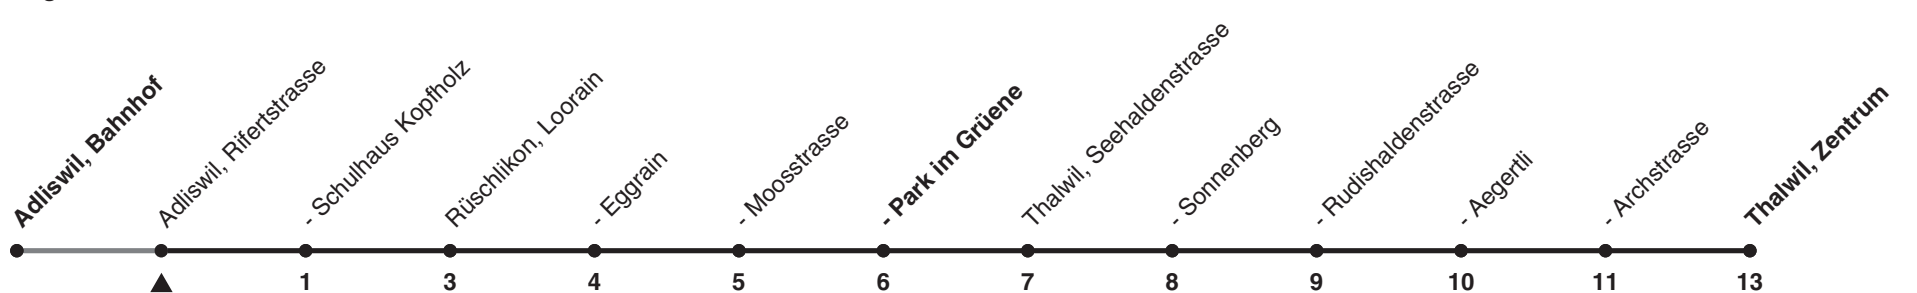 Adliswil, Bahnhof
Adliswil, Rifertstrasse
- Schulhaus Kopfholz
Rüschlikon, Loorain
- Eggrain
- Moosstrasse
- Park im Grüene
Thalwil, Seehaldenstrasse
- Sonnenberg
- Rudishaldenstrasse
- Aegertli
- Archstrasse
Thalwil, Zentrum
1 3 4 5 6 7 8 9 10 11 13